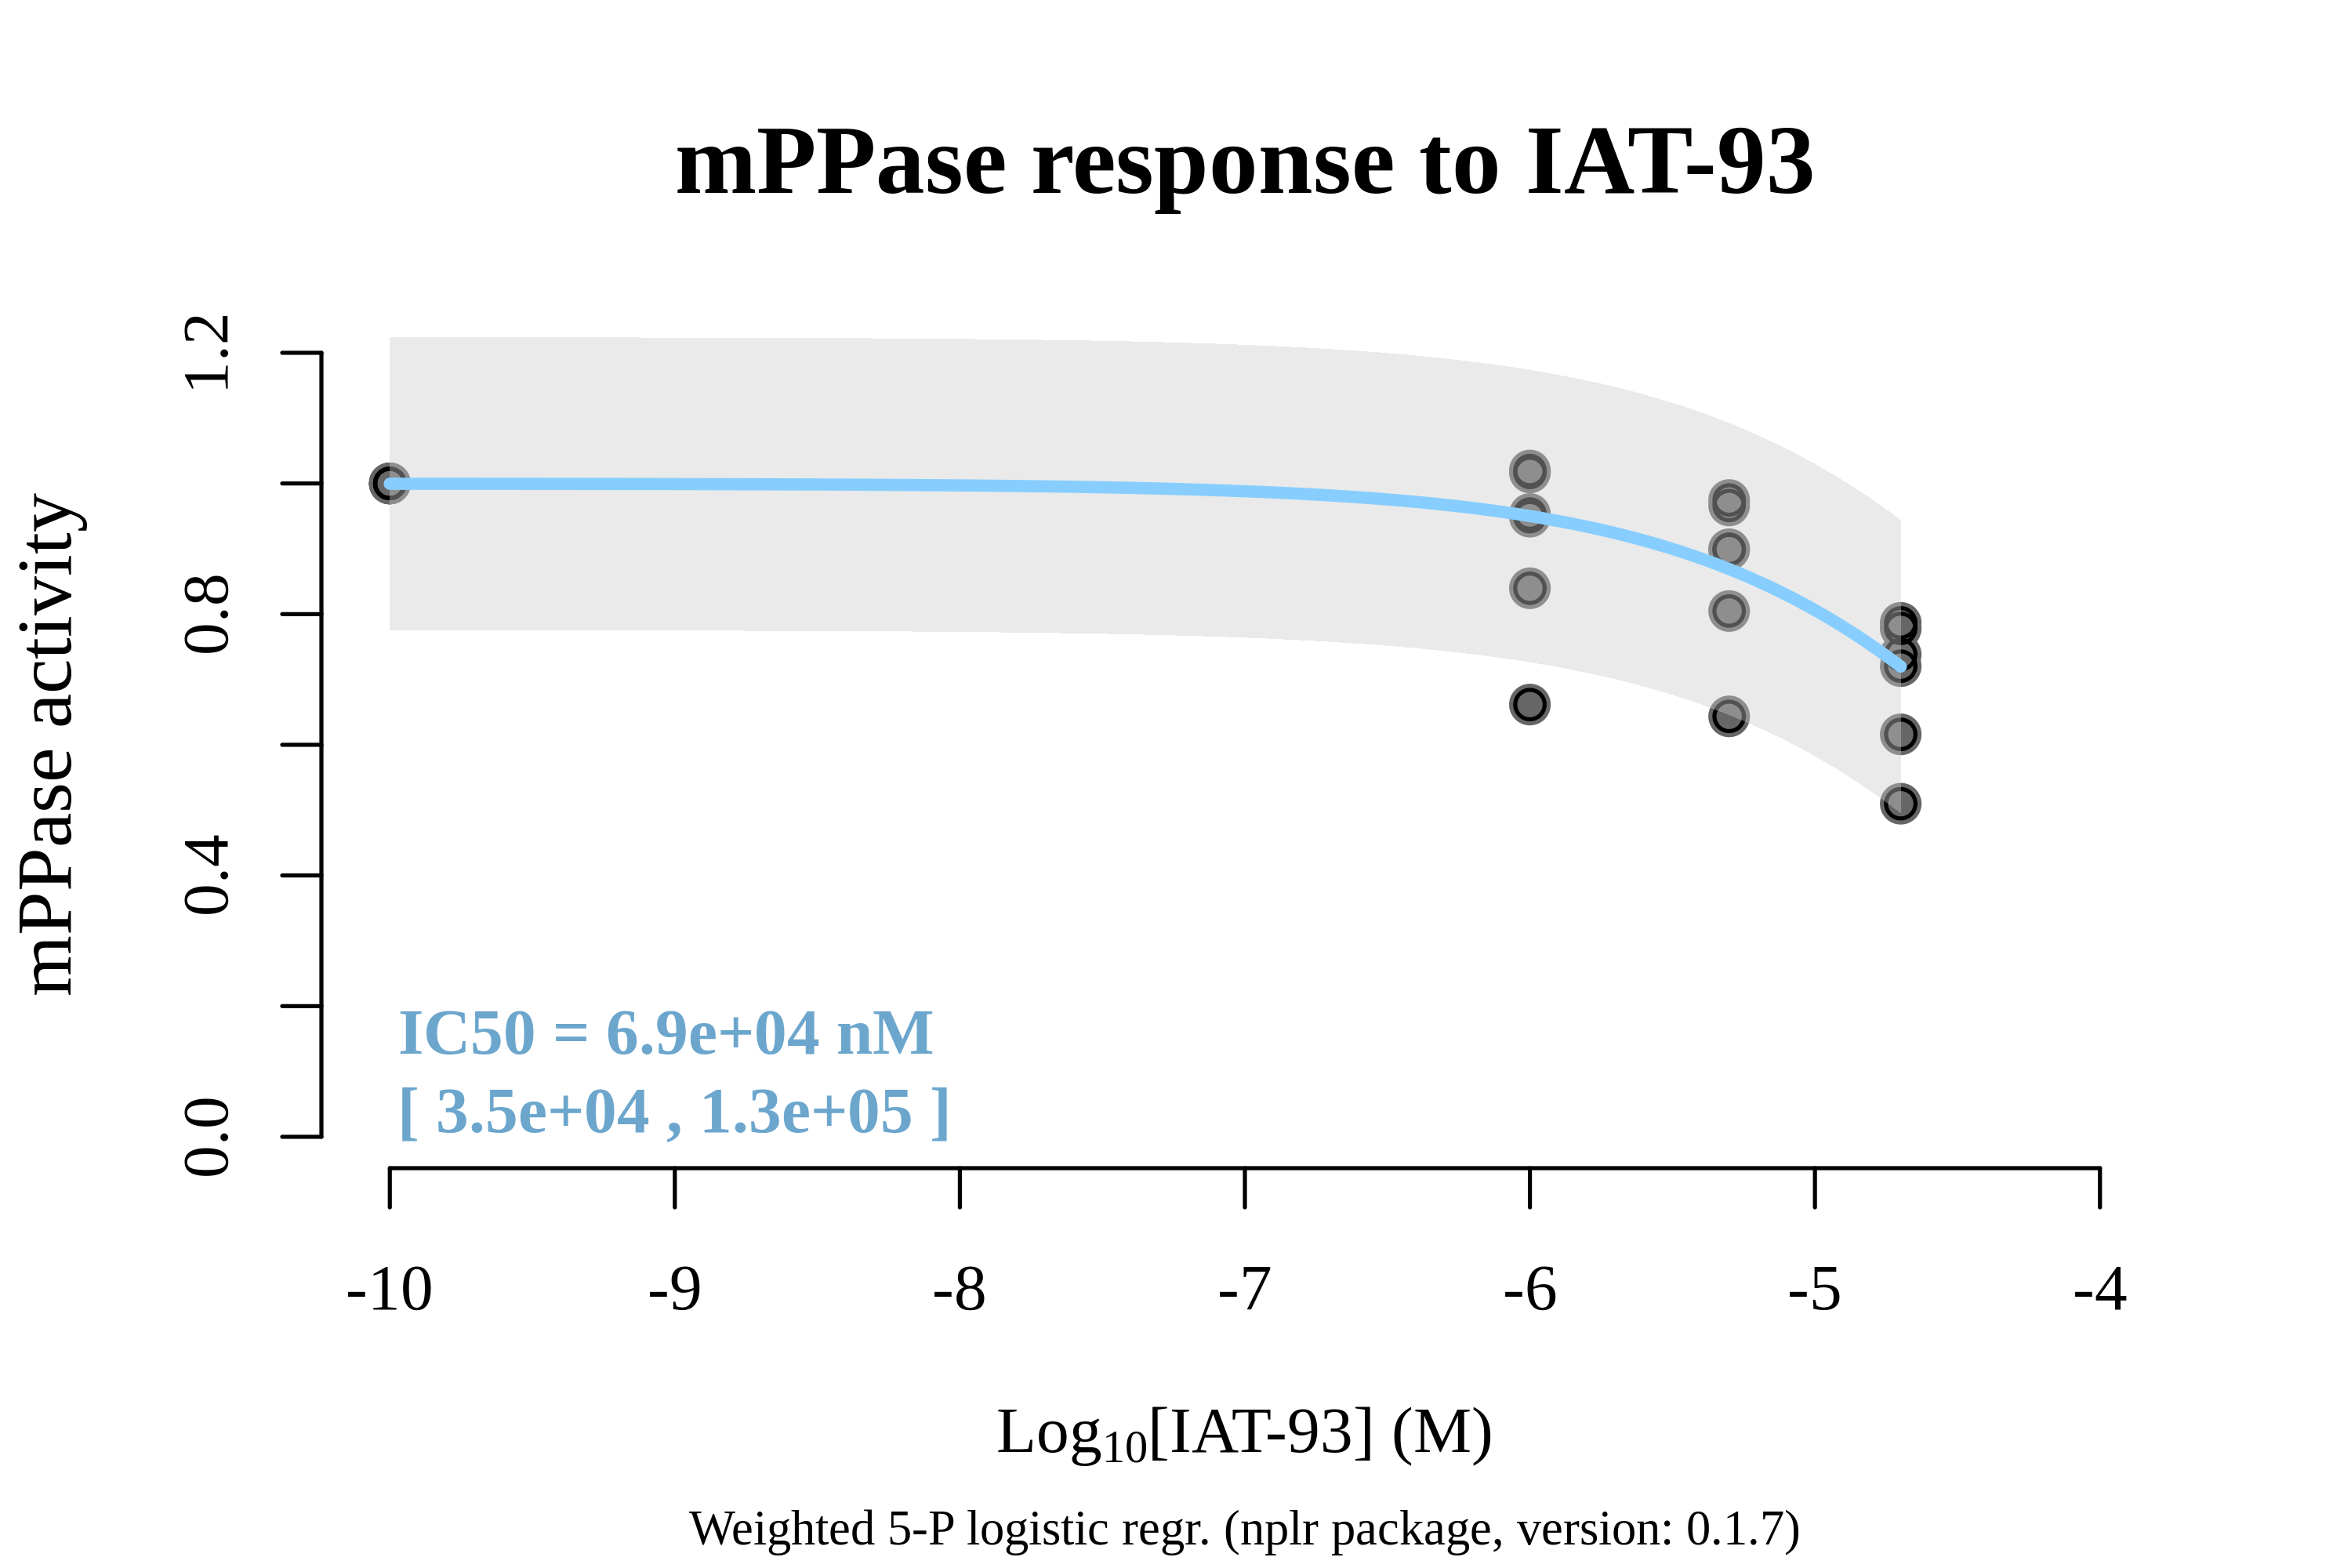 mPPase response to IAT-93
mPPase activity
1.2
0.8
0.4
0.0
IC50 = 6.9e+04 nM
[ 3.5e+04 , 1.3e+05 ]
-10 -9 -8 -7 -6 -5 -4
Log10[IAT-93] (M)
Weighted 5-P logistic regr. (nplr package, version: 0.1.7)